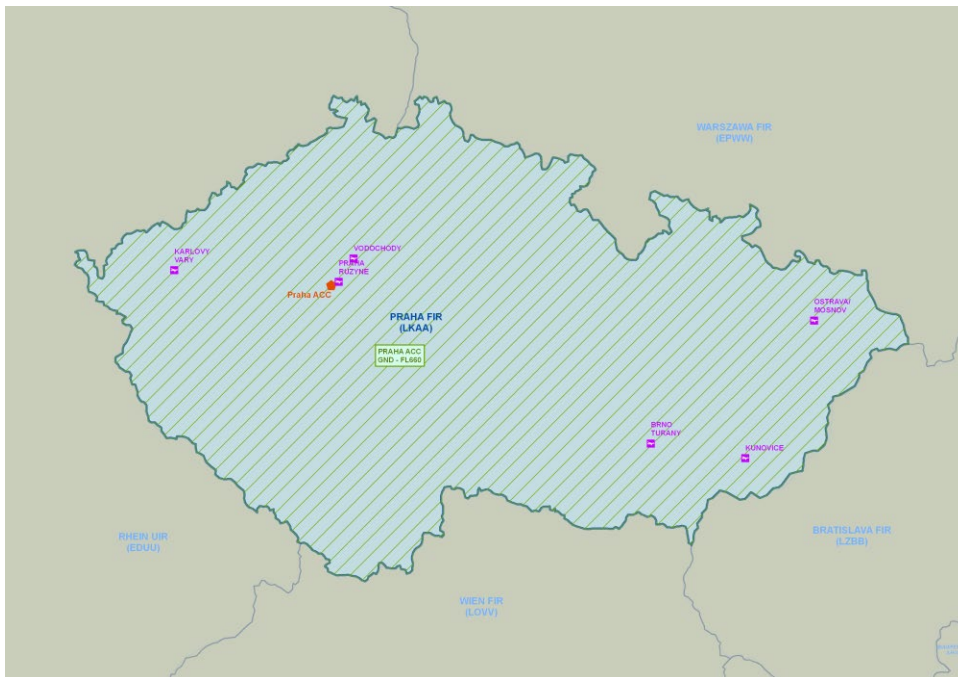 WARSZAWA FIR
(EPWW)
KARLOVY
VARY
VODOCHODY
PRAHA
RUZYNE
Praha ACC
PRAHA FIR
(LKAA)
OSTRAVA/
MOSNOV
PRAHA ACC
GND - FL660
BRNO
TURANY
KUNOVICE
RHEIN UIR
(EDUU)
BRATISLAVA FIR
(LZBB)
WIEN FIR
(LOVV)